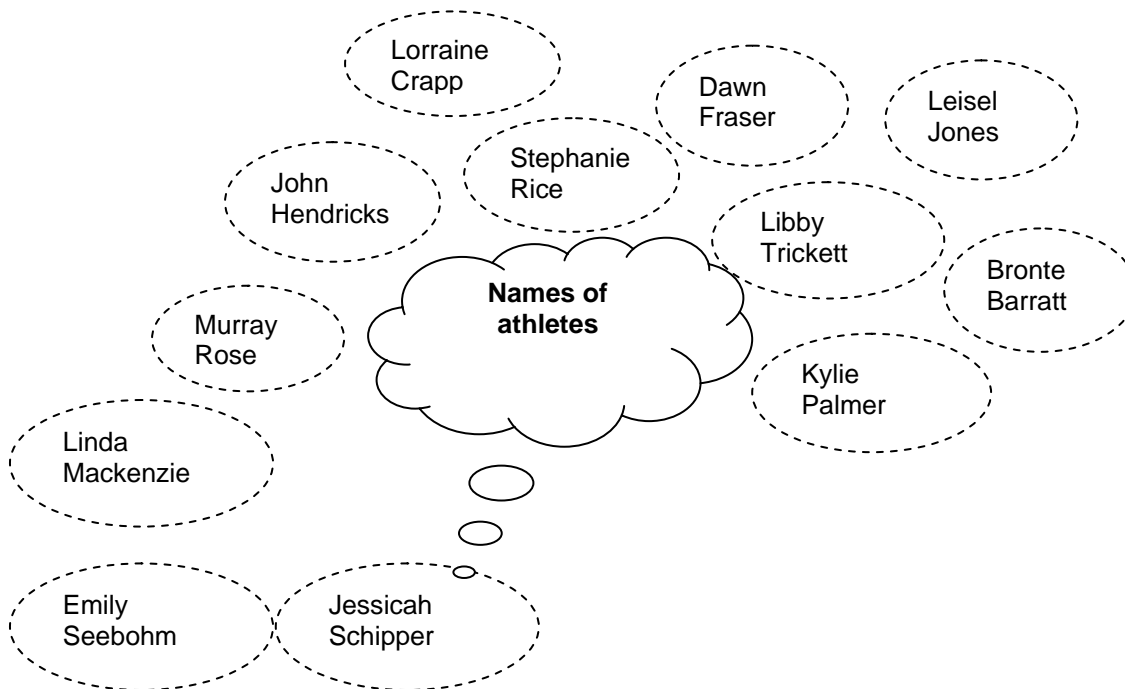 Lorraine
Crapp
Dawn
Fraser
Leisel
Jones
Stephanie
Rice
John
Hendricks
Libby
Trickett
Bronte
Barratt
Names of
athletes
Murray
Rose
Kylie
Palmer
Linda
Mackenzie
Emily
Seebohm
Jessicah
Schipper